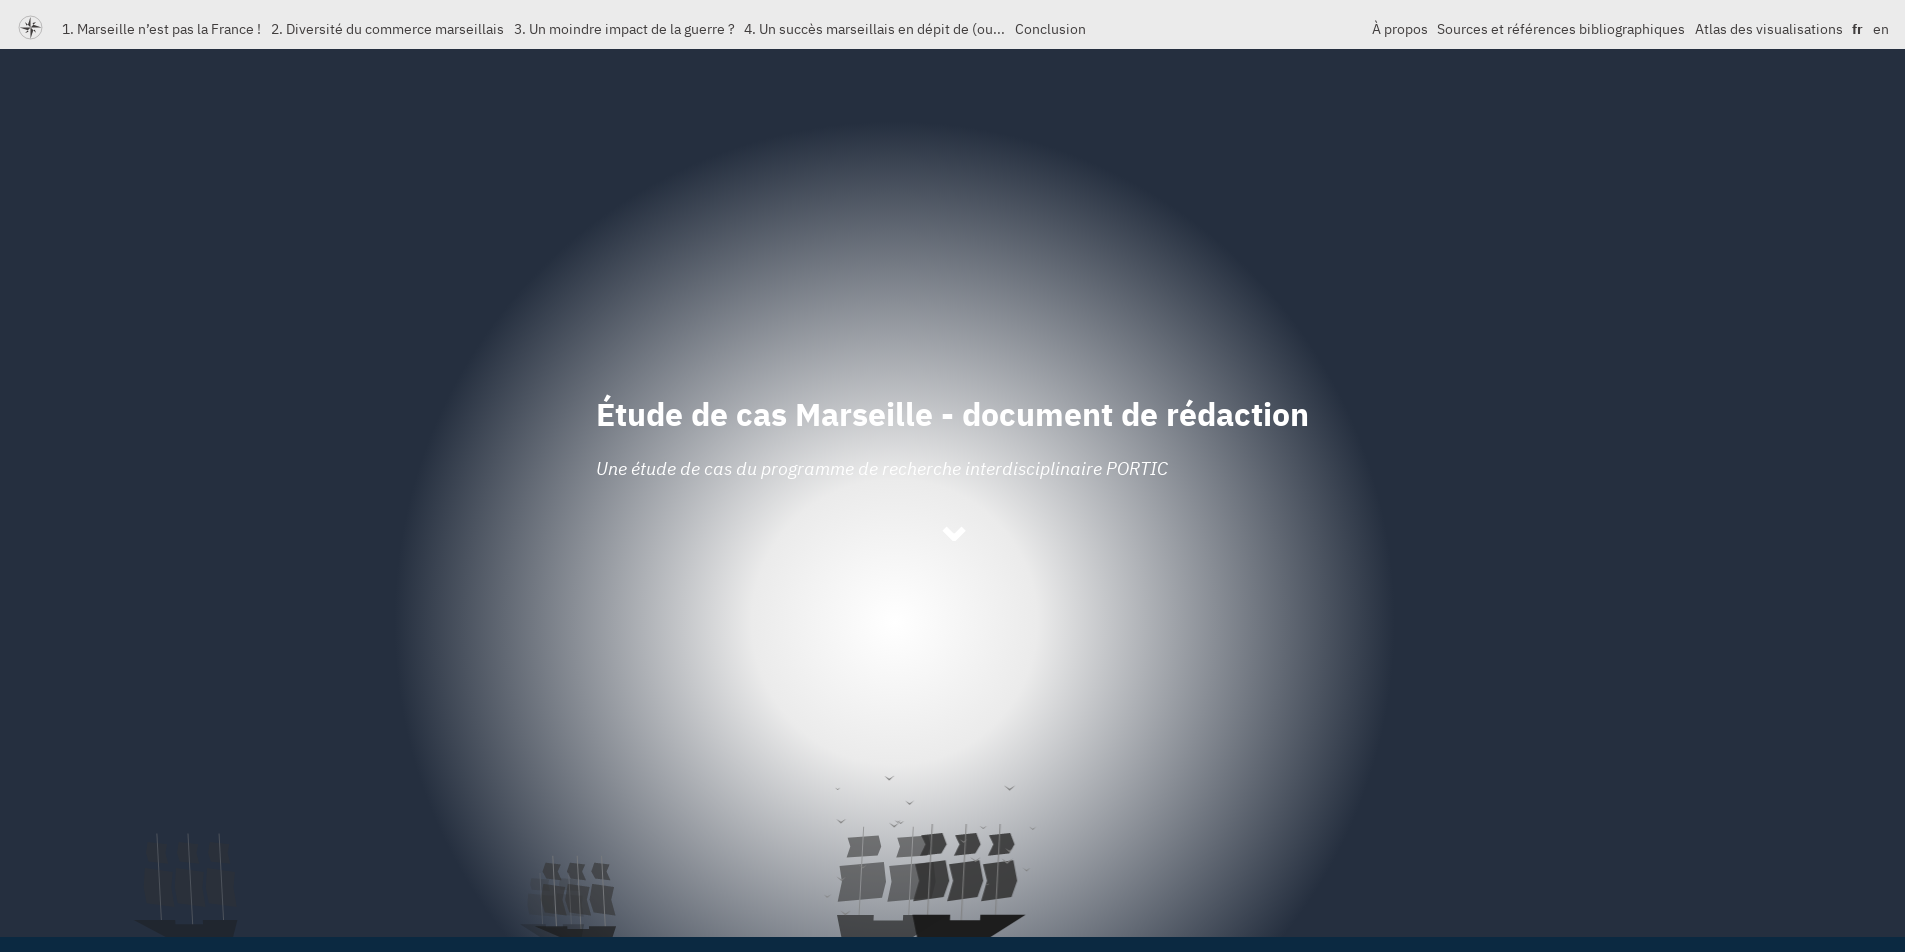 1. Marseille n’est pas la France ! 2. Diversité du commerce marseillais 3. Un moindre impact de la guerre ? 4. Un succès marseillais en dépit de (ou... Conclusion À propos Sources et références bibliographiques Atlas des visualisations fr en
Étude de cas Marseille - document de rédaction
Une étude de cas du programme de recherche interdisciplinaire PORTIC